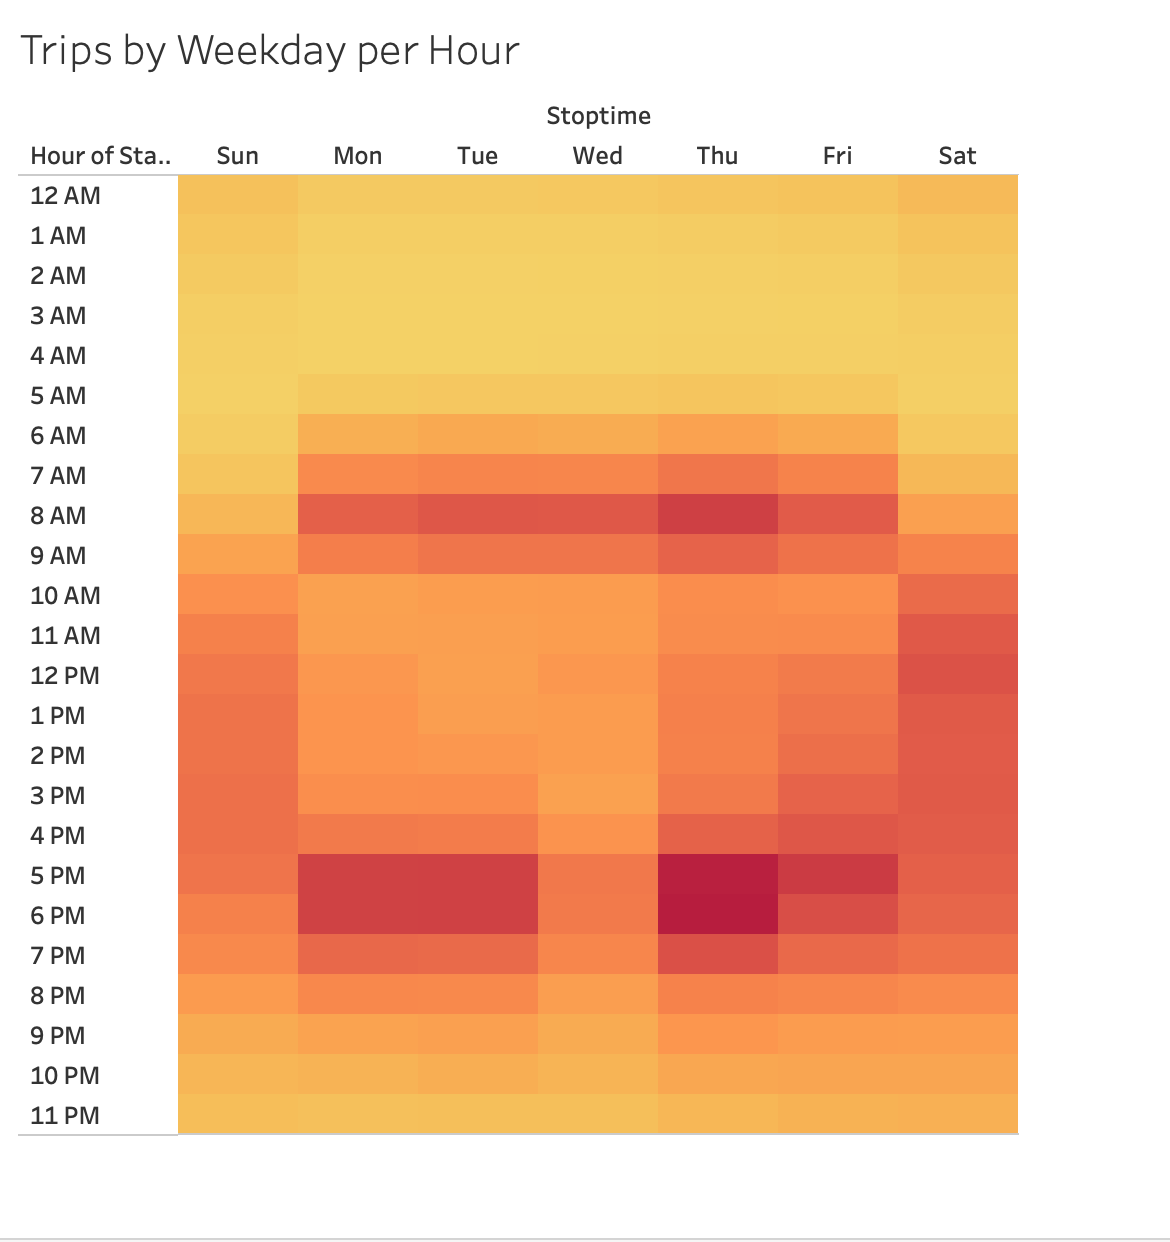 Trips by Weekday per Hour
Stoptime
Hour of Sta.. Sun Mon Tue Wed Thu Fri Sat
12 AM
1 AM
2 AM
3 AM
4 AM
5 AM
6 AM
7 AM
8 AM
9 AM
10 AM
11 AM
12 PM
1 PM
2 PM
3 PM
4 PM
5 PM
6 PM
7 PM
8 PM
9 PM
10 PM
11 PM